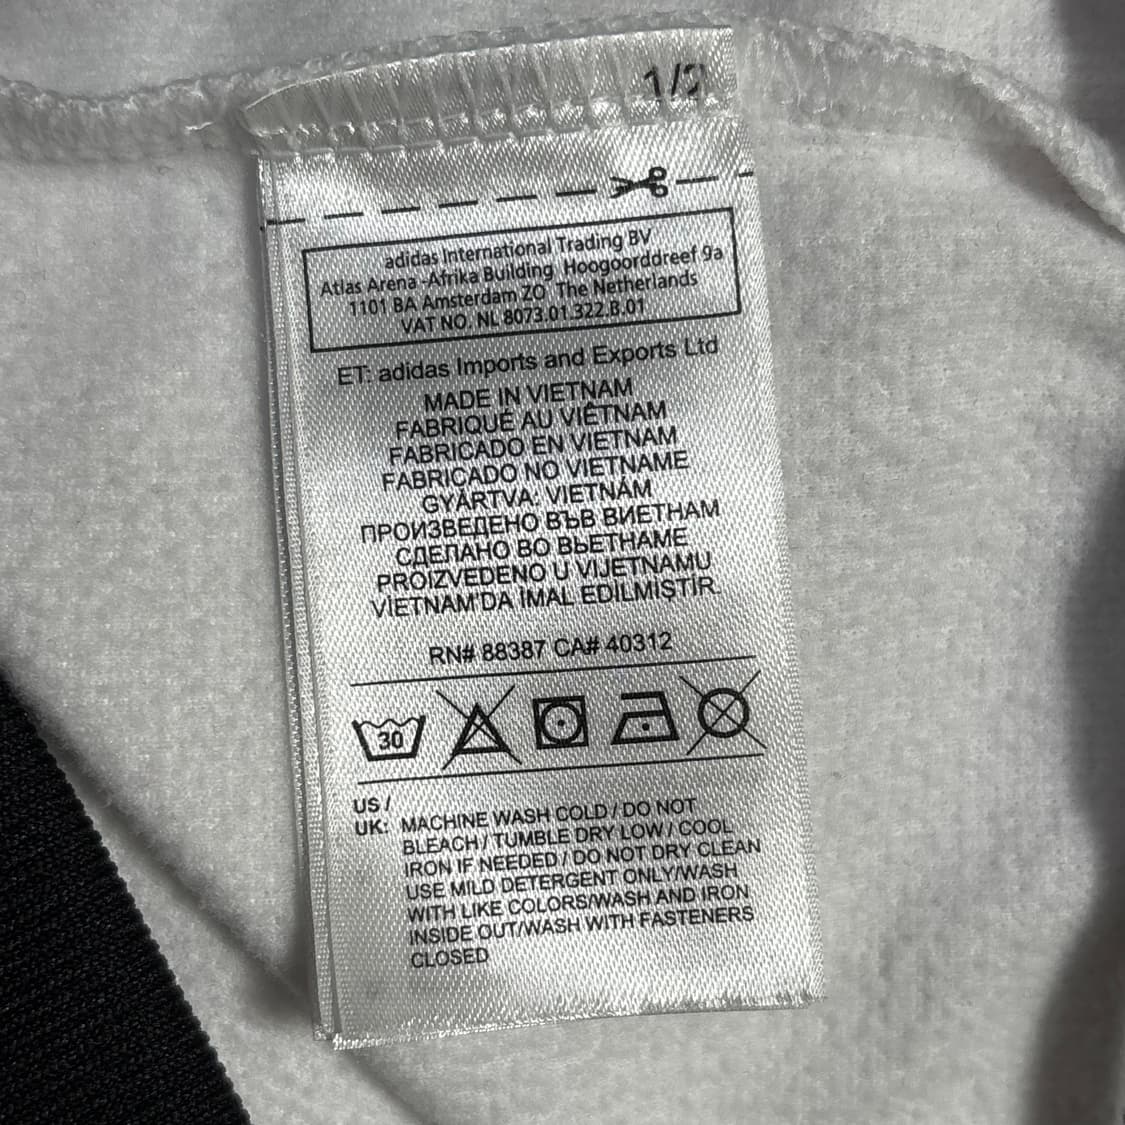 1/2
adidas International Trading BV
Atlas Arena -Afrika Building, Hoogoorddreef 9a
1101 BA Amsterdam ZO, The Netherlands
VAT NO. NL 8073.01.322.B.01
ET: adidas Imports and Exports Ltd
MADE IN VIETNAM
FABRIQUÉ AU VIÊTNAM
FABRICADO EN VIETNAM
FABRICADO NO VIETNAME
GYÁRTVA: VIETNÁM
ПРОИЗВЕДЕНО ВЪВ ВИЕТНАМ
СДЕЛАНО ВО ВЬЕТНАМЕ
PROIZVEDENO U VIJETNAMU
VİETNAM'DA İMAL EDİLMİŞTİR.
RN# 88387 CA# 40312
30
US /
UK: MACHINE WASH COLD / DO NOT
BLEACH / TUMBLE DRY LOW / COOL
IRON IF NEEDED / DO NOT DRY CLEAN
USE MILD DETERGENT ONLY/WASH
WITH LIKE COLORS/WASH AND IRON
INSIDE OUT/WASH WITH FASTENERS
CLOSED